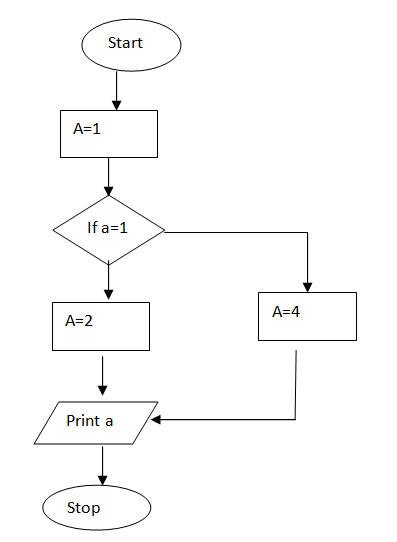 Start
A=1
If a=1
A=2
A=4
Print a
Stop